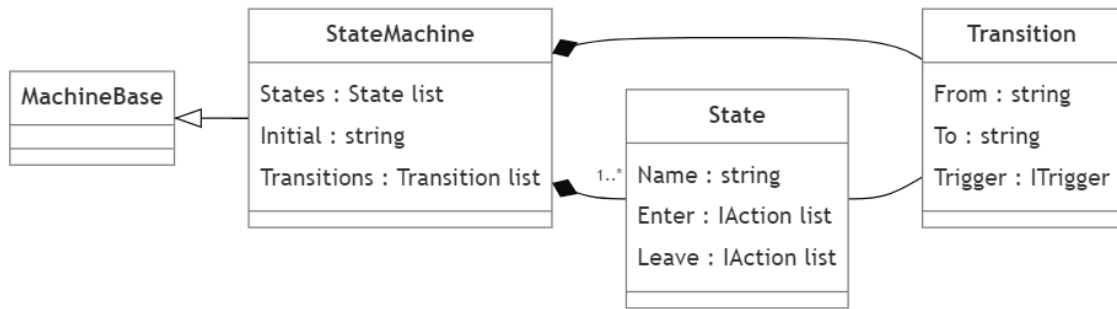 MachineBase
StateMachine
States : State list
Initial : string
Transitions : Transition list
1..*
State
Name : string
Enter : IAction list
Leave : IAction list
Transition
From : string
To : string
Trigger : ITrigger